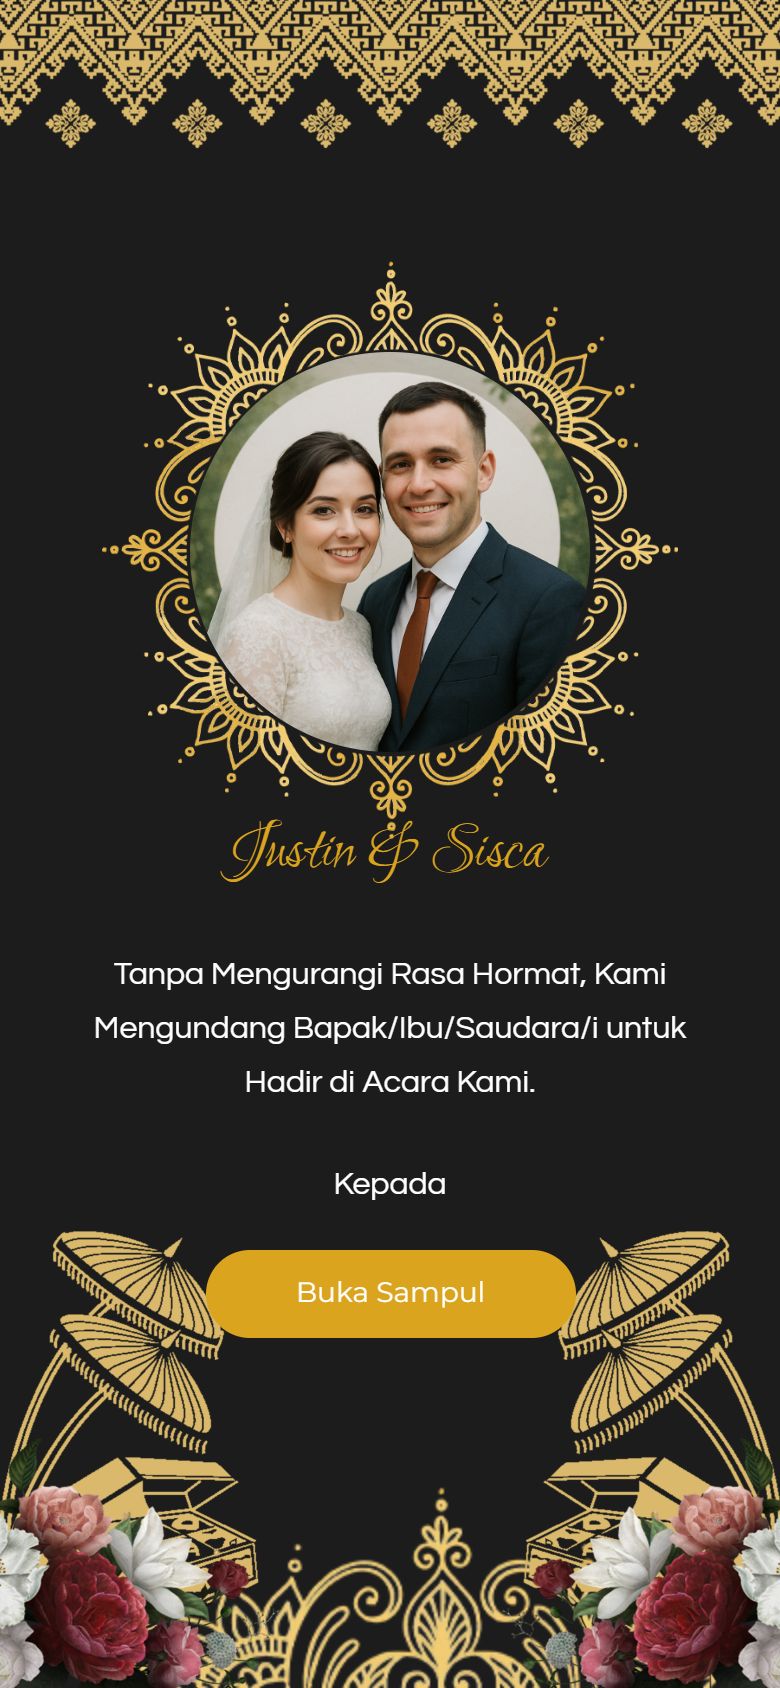 Justin & Sisca
Tanpa Mengurangi Rasa Hormat, Kami
Mengundang Bapak/Ibu/Saudara/i untuk
Hadir di Acara Kami.
Kepada
Buka Sampul